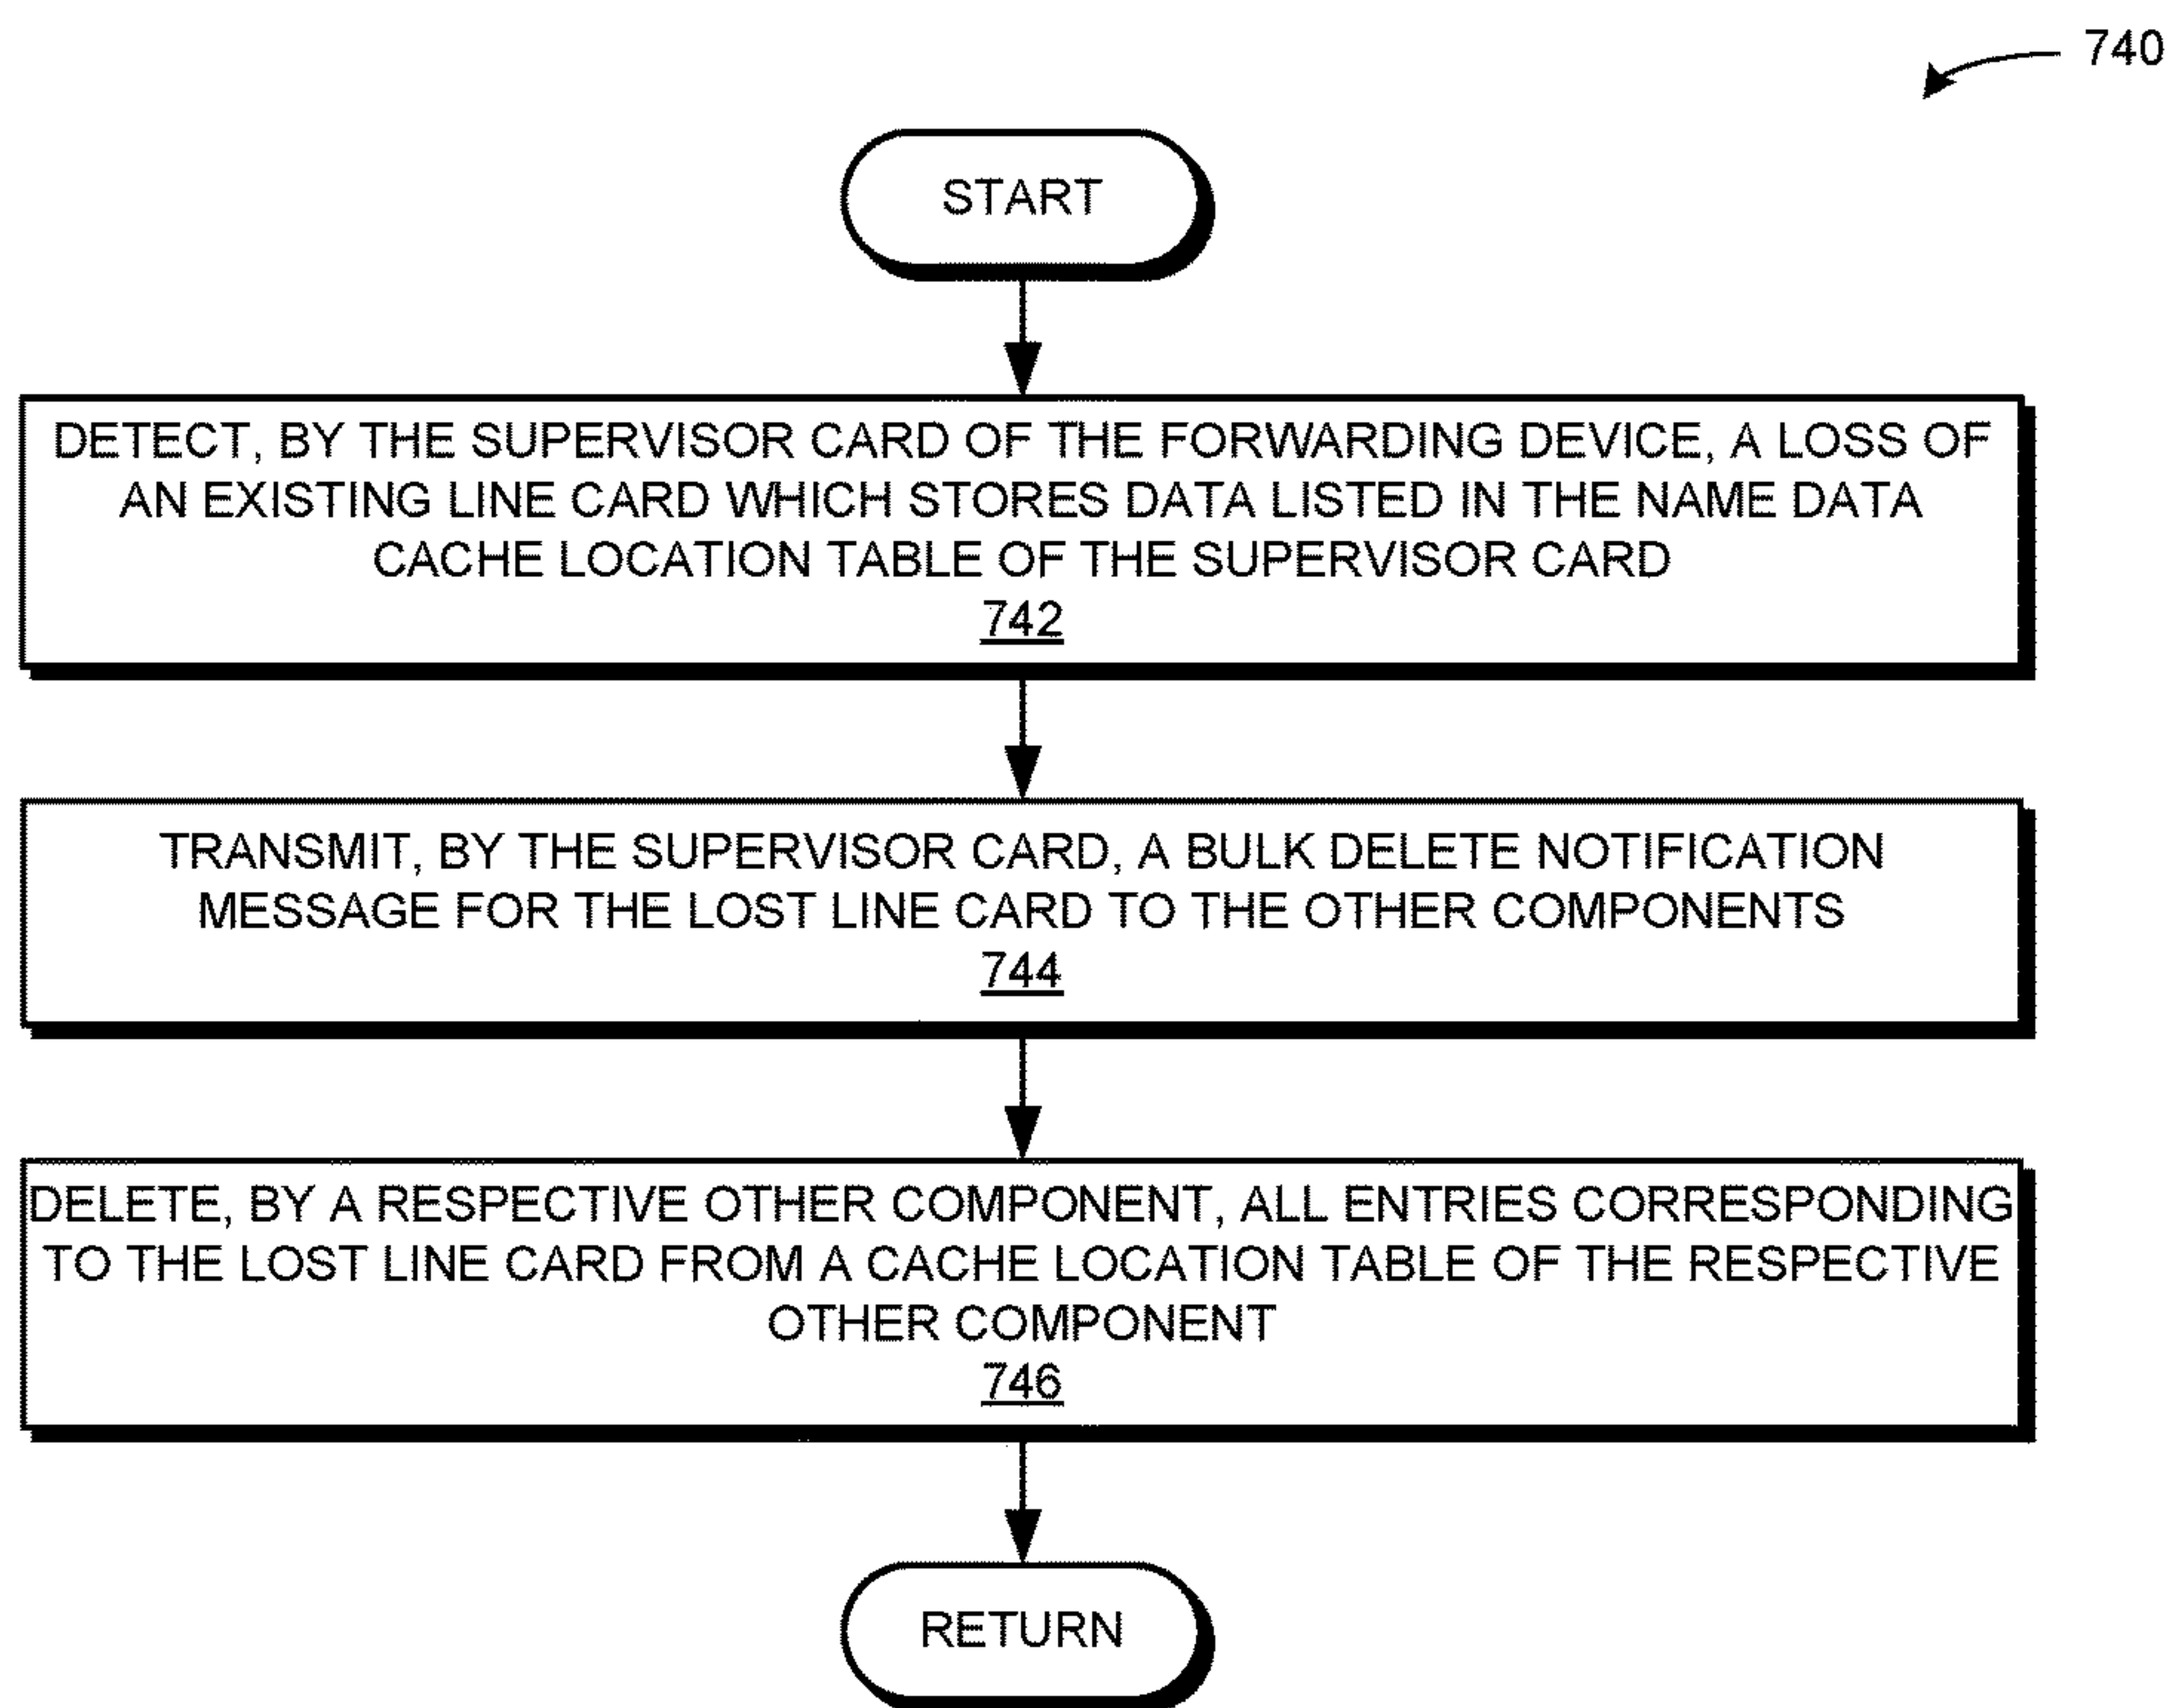 740
START
DETECT, BY THE SUPERVISOR CARD OF THE FORWARDING DEVICE, A LOSS OF
AN EXISTING LINE CARD WHICH STORES DATA LISTED IN THE NAME DATA
CACHE LOCATION TABLE OF THE SUPERVISOR CARD
742
TRANSMIT, BY THE SUPERVISOR CARD, A BULK DELETE NOTIFICATION
MESSAGE FOR THE LOST LINE CARD TO THE OTHER COMPONENTS
744
DELETE, BY A RESPECTIVE OTHER COMPONENT, ALL ENTRIES CORRESPONDING
TO THE LOST LINE CARD FROM A CACHE LOCATION TABLE OF THE RESPECTIVE
OTHER COMPONENT
746
RETURN